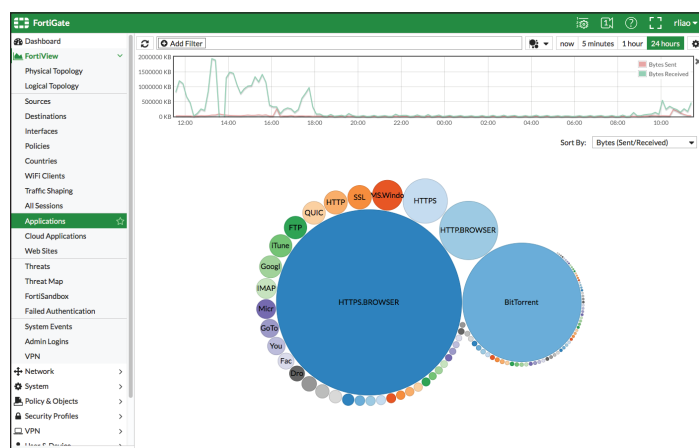 FortiGate
1
rliao
Dashboard
FortiView
Physical Topology
Logical Topology
Sources
Destinations
Interfaces
Policies
Countries
WiFi Clients
Traffic Shaping
All Sessions
Applications
Cloud Applications
Web Sites
Threats
Threat Map
FortiSandbox
Failed Authentication
System Events
Admin Logins
VPN
Network
System
Policy & Objects
Security Profiles
VPN
User & Device
Add Filter
now 5 minutes 1 hour 24 hours
2000000 KB
1500000 KB
1000000 KB
500000 KB
0 KB
Bytes Sent
Bytes Received
12:00 14:00 16:00 18:00 20:00 22:00 00:00 02:00 04:00 06:00 08:00 10:00
Sort By: Bytes (Sent/Received)
HTTPS.BROWSER
BitTorrent
HTTP.BROWSER
HTTPS
MS.Windo
SSL
HTTP
QUIC
FTP
iTune
Googl
IMAP
Micr
GoTo
You
Fac
Dro